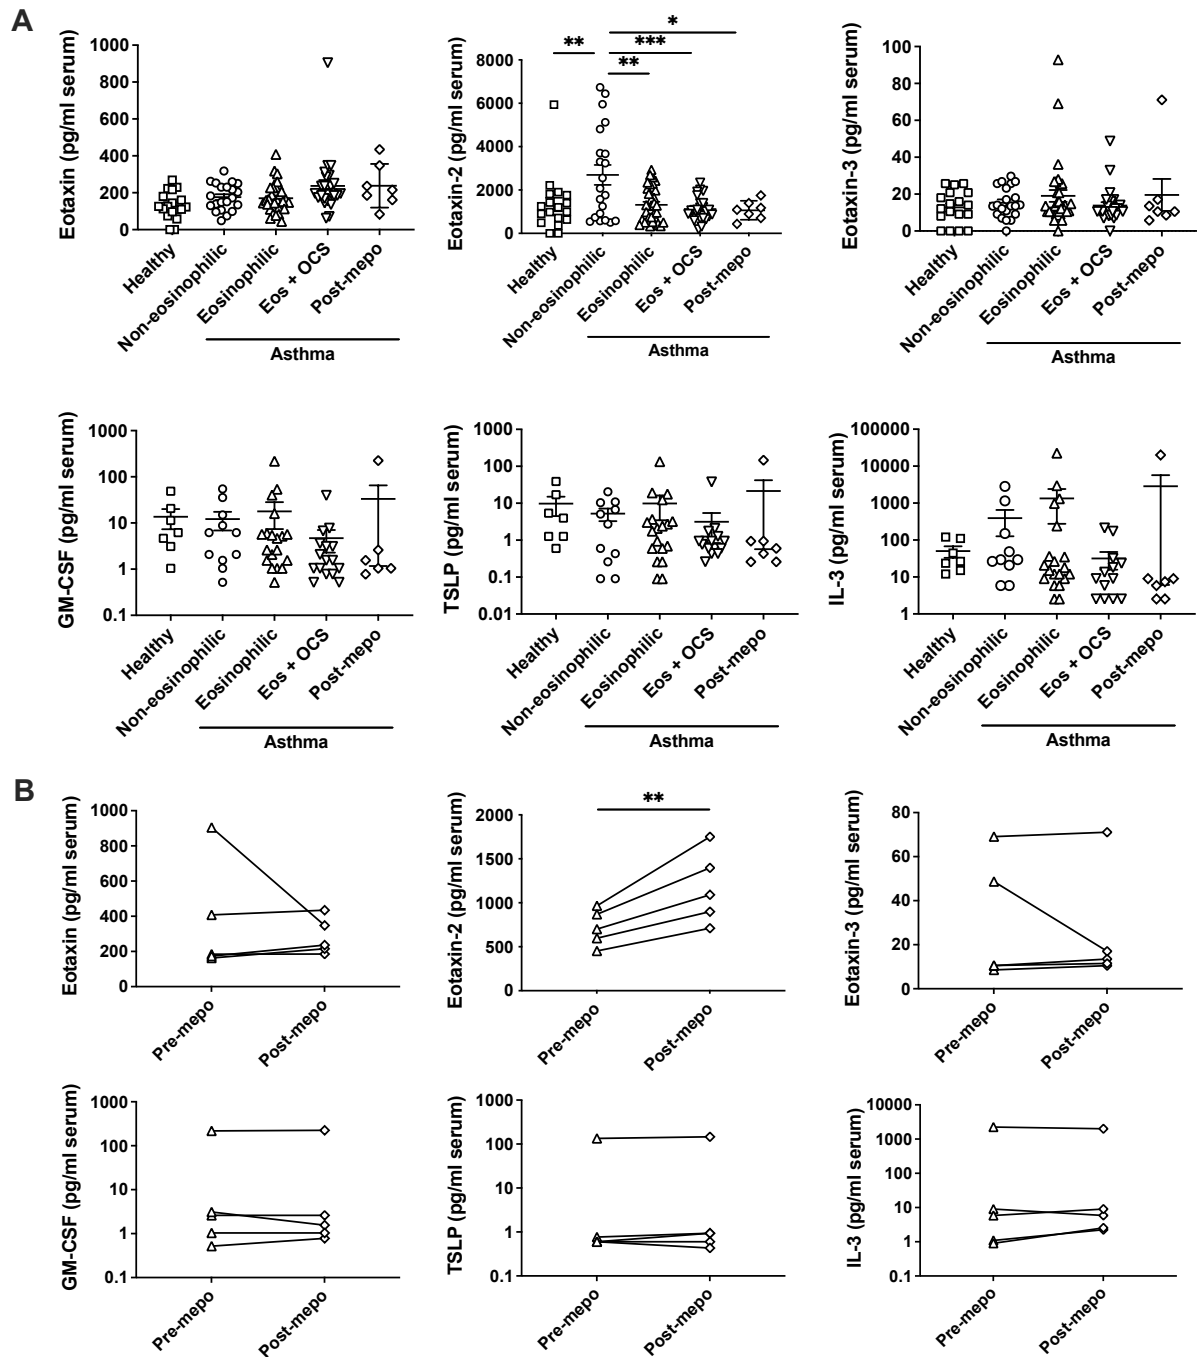 A
Eotaxin (pg/ml serum)
1000
800
600
400
200
0
Healthy
Non-eosinophilic
Eosinophilic
Eos + OCS
Post-mepo
Asthma
Eotaxin-2 (pg/ml serum)
8000
6000
4000
2000
0
**
**
***
*
Healthy
Non-eosinophilic
Eosinophilic
Eos + OCS
Post-mepo
Asthma
Eotaxin-3 (pg/ml serum)
100
80
60
40
20
0
Healthy
Non-eosinophilic
Eosinophilic
Eos + OCS
Post-mepo
Asthma
GM-CSF (pg/ml serum)
1000
100
10
1
0.1
Healthy
Non-eosinophilic
Eosinophilic
Eos + OCS
Post-mepo
Asthma
TSLP (pg/ml serum)
1000
100
10
1
0.1
0.01
Healthy
Non-eosinophilic
Eosinophilic
Eos + OCS
Post-mepo
Asthma
IL-3 (pg/ml serum)
100000
10000
1000
100
10
1
Healthy
Non-eosinophilic
Eosinophilic
Eos + OCS
Post-mepo
Asthma
B
Eotaxin (pg/ml serum)
1000
800
600
400
200
0
Pre-mepo
Post-mepo
Eotaxin-2 (pg/ml serum)
2000
1500
1000
500
0
**
Pre-mepo
Post-mepo
Eotaxin-3 (pg/ml serum)
80
60
40
20
0
Pre-mepo
Post-mepo
GM-CSF (pg/ml serum)
1000
100
10
1
0.1
Pre-mepo
Post-mepo
TSLP (pg/ml serum)
1000
100
10
1
0.1
Pre-mepo
Post-mepo
IL-3 (pg/ml serum)
10000
1000
100
10
1
0.1
Pre-mepo
Post-mepo